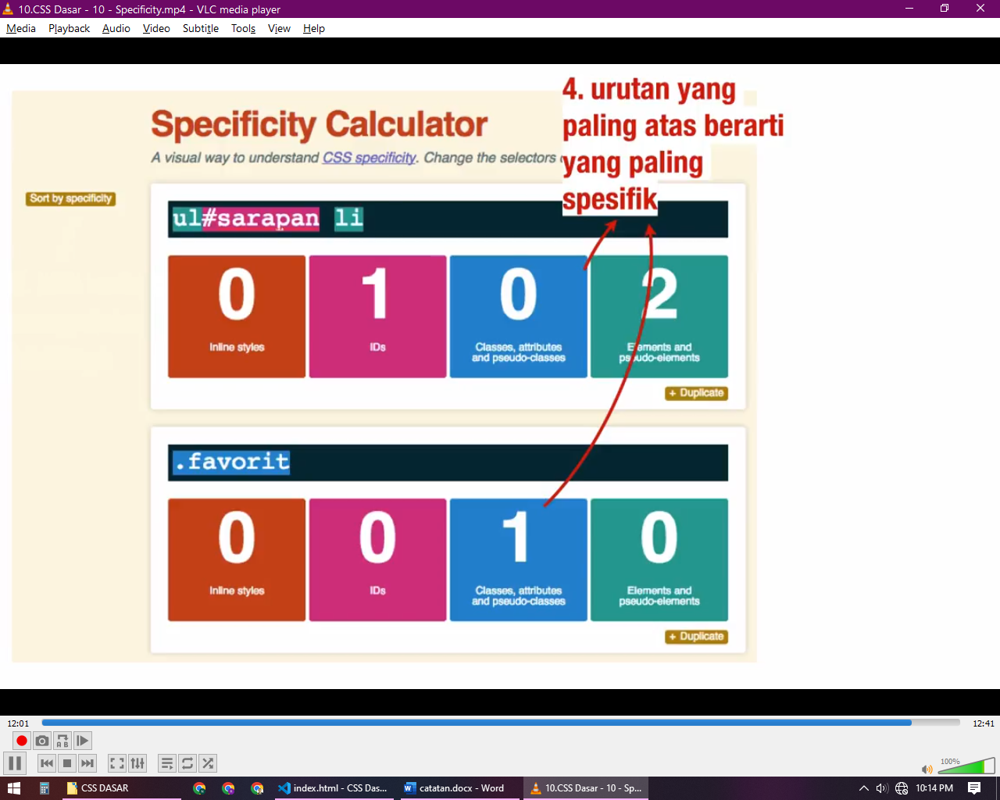 10.CSS Dasar - 10 - Specificity.mp4 - VLC media player
Media Playback Audio Video Subtitle Tools View Help
4. urutan yang
paling atas berarti
yang paling
spesifik
Specificity Calculator
A visual way to understand CSS specificity. Change the selectors
Sort by specificity
ul#sarapan li
0 1 0 2
Inline styles IDs Classes, attributes and pseudo-classes Elements and pseudo-elements
+ Duplicate
.favorit
0 0 1 0
Inline styles IDs Classes, attributes and pseudo-classes Elements and pseudo-elements
+ Duplicate
12:01 12:41
A B
100%
CSS DASAR index.html - CSS Das... catatan.docx - Word 10.CSS Dasar - 10 - Sp... 10:14 PM